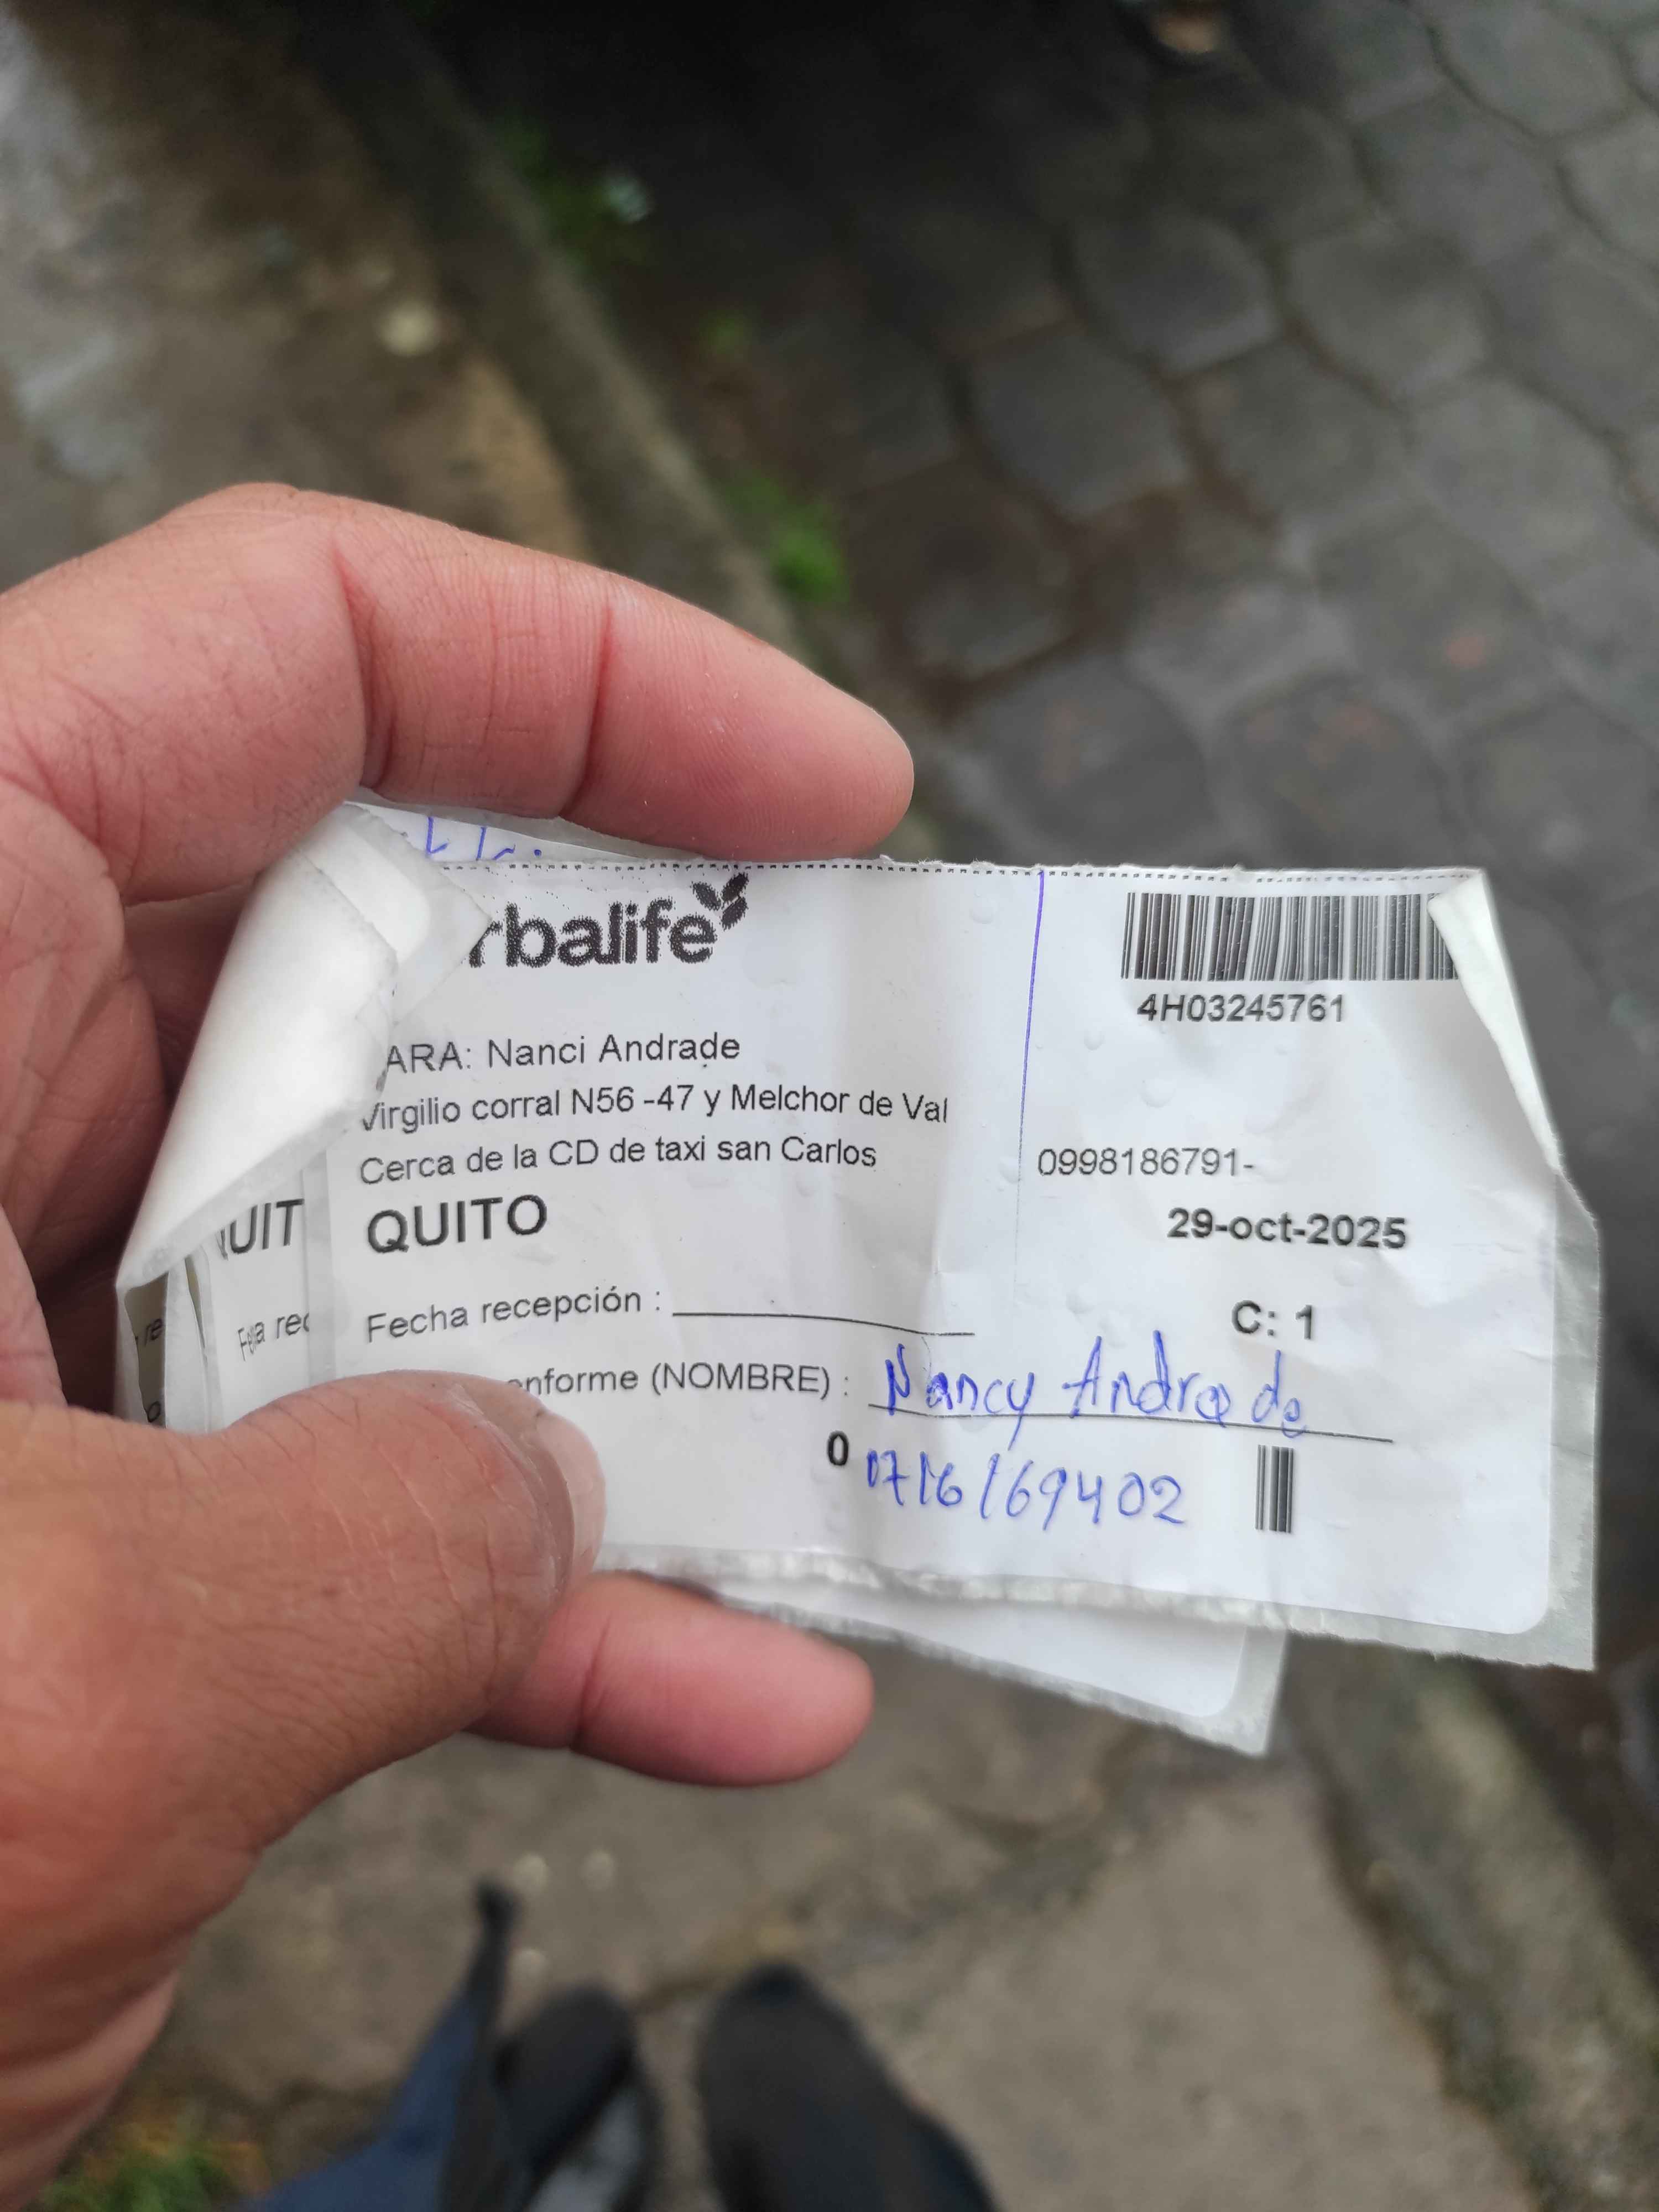 rbalife
4H03245761
ARA: Nanci Andrade
Virgilio corral N56 -47 y Melchor de Val
Cerca de la CD de taxi san Carlos
0998186791-
QUITO
29-oct-2025
UIT
Fecha recepción :
C: 1
onforme (NOMBRE) : Nancy Andrade
0